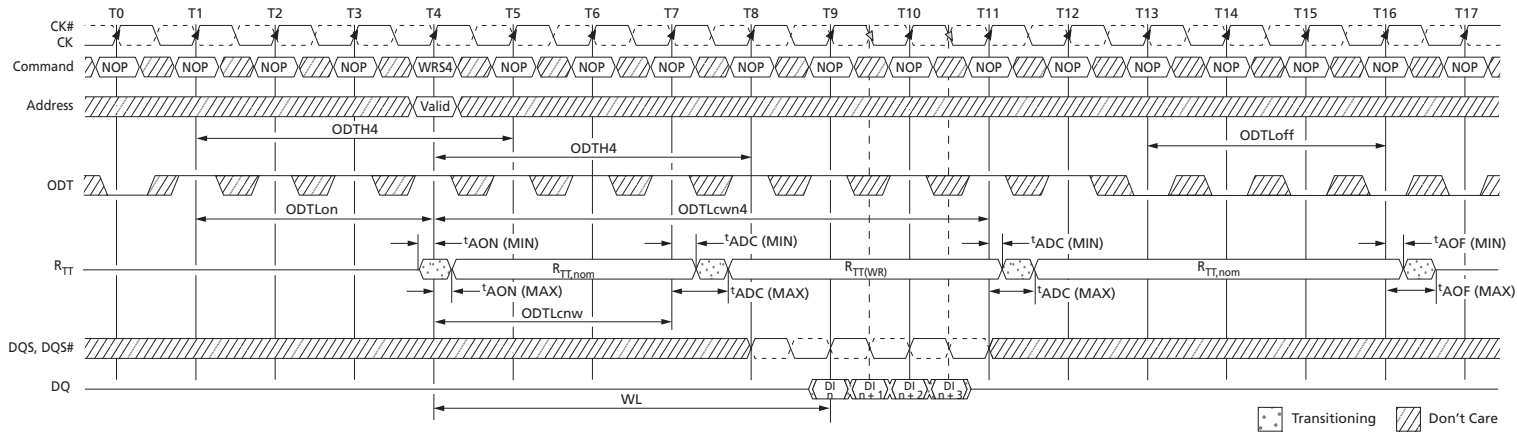 T0 T1 T2 T3 T4 T5 T6 T7 T8 T9 T10 T11 T12 T13 T14 T15 T16 T17
CK#
CK
Command NOP NOP NOP NOP WRS4 NOP NOP NOP NOP NOP NOP NOP NOP NOP NOP NOP NOP NOP
Address Valid
ODTH4 ODTLoff
ODTH4
ODT
ODTLon ODTLcwn4
tAON (MIN) tADC (MIN) tADC (MIN) tAOF (MIN)
RTT RTT,nom RTT(WR) RTT,nom
tAON (MAX) tADC (MAX) tADC (MAX) tAOF (MAX)
ODTLcnw
DQS, DQS#
DQ DI n DI n + 1 DI n + 2 DI n + 3
WL
Transitioning Don't Care